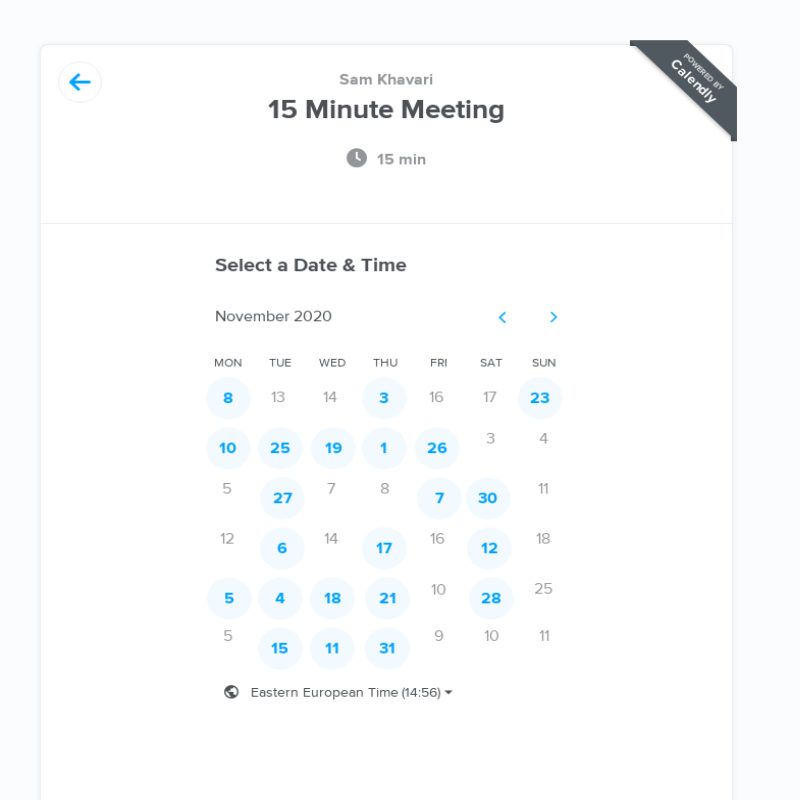 POWERED BY
Calendly
Sam Khavari
15 Minute Meeting
15 min
Select a Date & Time
November 2020
MON TUE WED THU FRI SAT SUN
8 13 14 3 16 17 23
10 25 19 1 26 3 4
5 27 7 8 7 30 11
12 6 14 17 16 12 18
5 4 18 21 10 28 25
5 15 11 31 9 10 11
Eastern European Time (14:56)